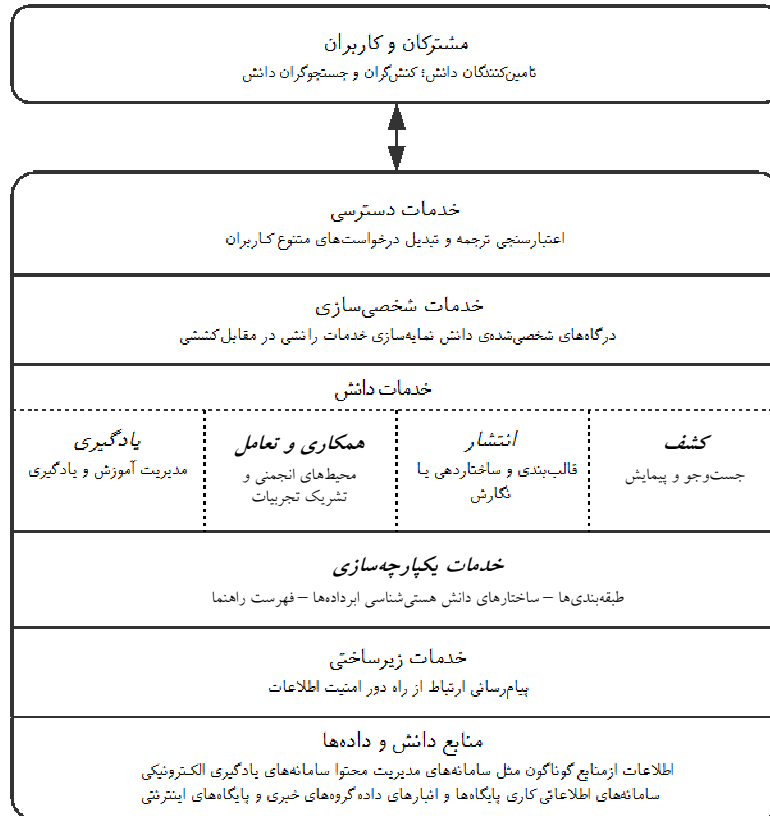 مشترکان و کاربران
تامین‌کنندگان دانش: کنش‌گران و جستجوگران دانش
خدمات دسترسی
اعتبارسنجی ترجمه و تبدیل درخواست‌های متنوع کاربران
خدمات شخصی‌سازی
درگاه‌های شخصی‌شده‌ی دانش نمایه‌سازی خدمات رانشی در مقابل کششی
خدمات دانش
کشف
جست‌وجو و پیمایش
انتشار
قالب‌بندی و ساختاردهی یا
نگارش
همکاری و تعامل
محیط‌های انجمنی و
تشریک تجربیات
یادگیری
مدیریت آموزش و یادگیری
خدمات یکپارچه‌سازی
طبقه‌بندی‌ها – ساختارهای دانش هستی‌شناسی ابرداده‌ها – فهرست راهنما
خدمات زیرساختی
پیام‌رسانی ارتباط از راه دور امنیت اطلاعات
منابع دانش و داده‌ها
اطلاعات ازمنابع گوناگون مثل سامانه‌های مدیریت محتوا سامانه‌های یادگیری الکترونیکی
سامانه‌های اطلاعاتی کاری پایگاه‌ها و انبارهای داده گروه‌های خبری و پایگاه‌های اینترنتی